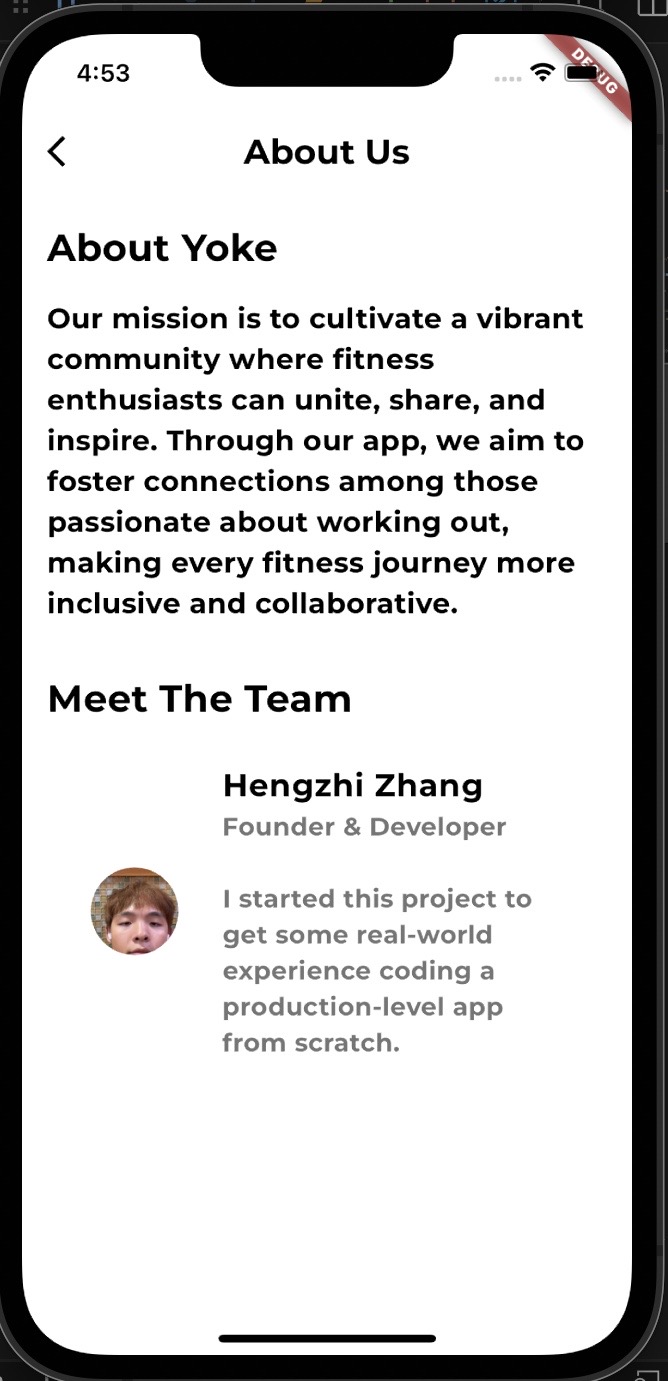 4:53
DEBUG
About Us
About Yoke
Our mission is to cultivate a vibrant
community where fitness
enthusiasts can unite, share, and
inspire. Through our app, we aim to
foster connections among those
passionate about working out,
making every fitness journey more
inclusive and collaborative.
Meet The Team
Hengzhi Zhang
Founder & Developer
I started this project to
get some real-world
experience coding a
production-level app
from scratch.